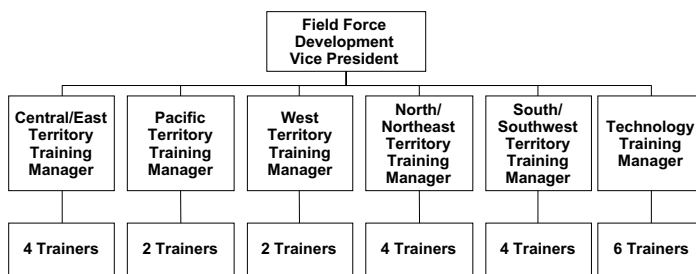 Field Force
Development
Vice President
Central/East
Territory
Training
Manager
Pacific
Territory
Training
Manager
West
Territory
Training
Manager
North/
Northeast
Territory
Training
Manager
South/
Southwest
Territory
Training
Manager
Technology
Training
Manager
4 Trainers
2 Trainers
2 Trainers
4 Trainers
4 Trainers
6 Trainers